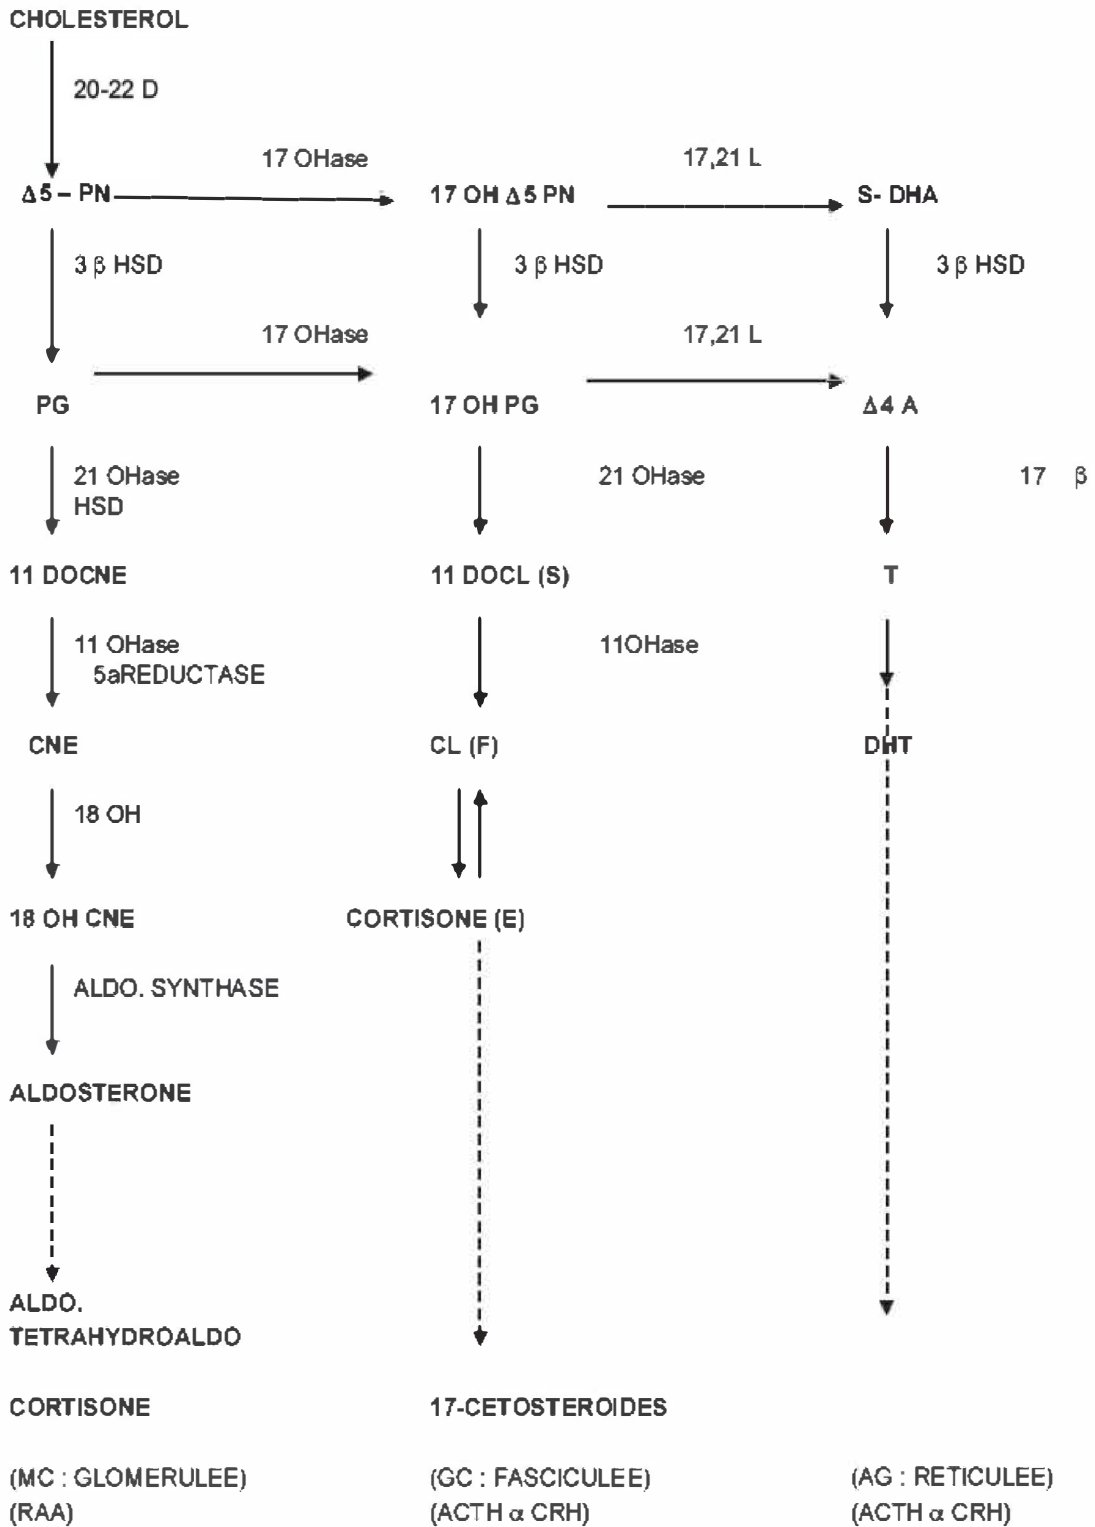 CHOLESTEROL
20-22 D
17 OHase 17,21 L
Δ5 – PN 17 OH Δ5 PN S- DHA
3 β HSD 3 β HSD 3 β HSD
17 OHase 17,21 L
PG 17 OH PG Δ4 A
21 OHase 21 OHase 17 β
HSD
11 DOCNE 11 DOCL (S) T
11 OHase 11OHase
5aREDUCTASE
CNE CL (F) DHT
18 OH
18 OH CNE CORTISONE (E)
ALDO. SYNTHASE
ALDOSTERONE
ALDO.
TETRAHYDROALDO
CORTISONE 17-CETOSTEROIDES
(MC : GLOMERULEE) (GC : FASCICULEE) (AG : RETICULEE)
(RAA) (ACTH α CRH) (ACTH α CRH)